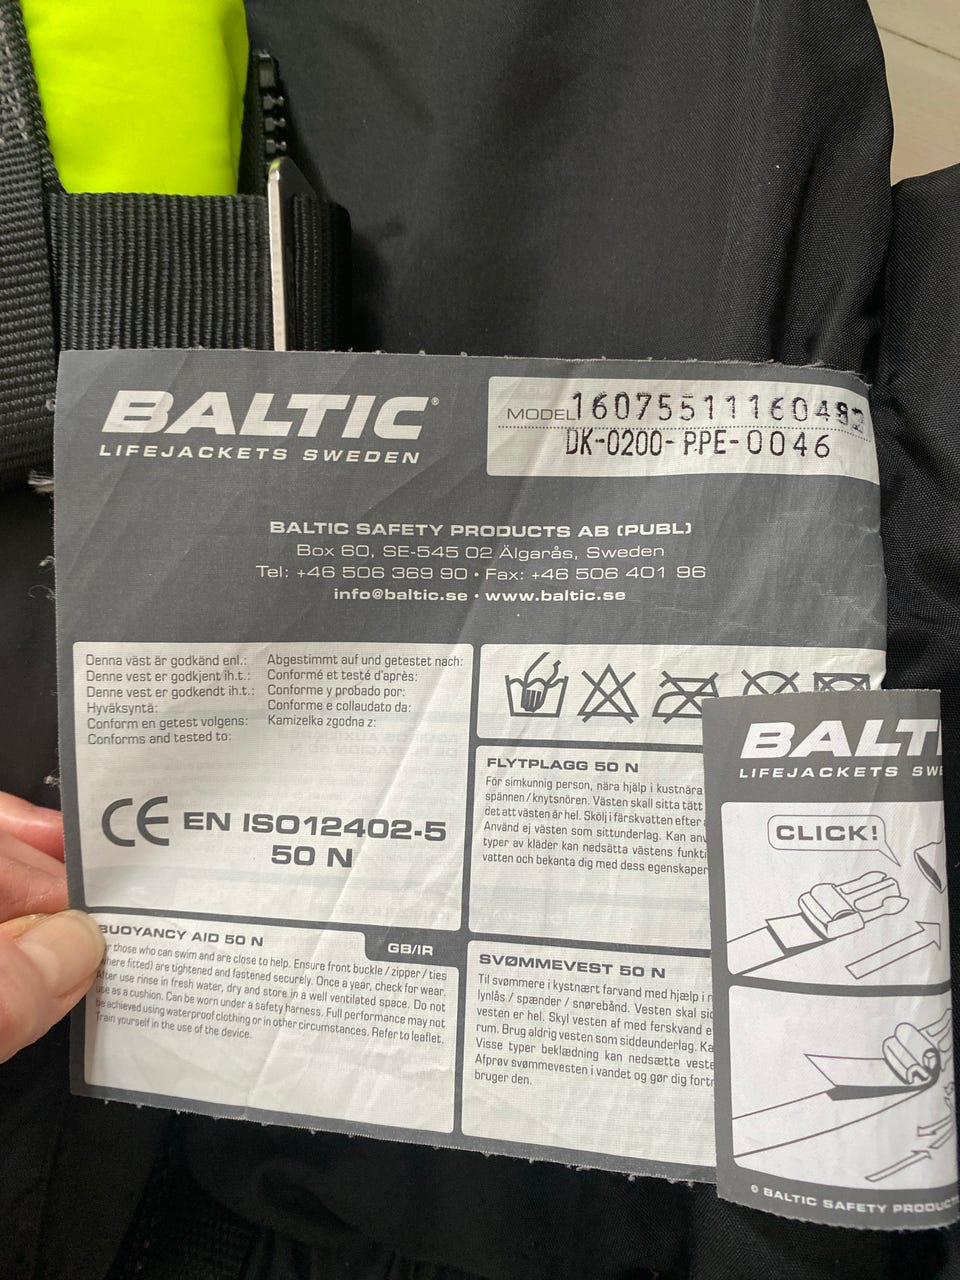 BALTIC®
LIFEJACKETS SWEDEN
MODEL 16075511160482
DK-0200-PPE-0046
BALTIC SAFETY PRODUCTS AB (PUBL)
Box 60, SE-545 02 Älgarås, Sweden
Tel: +46 506 369 90 • Fax: +46 506 401 96
info@baltic.se • www.baltic.se
Denna väst är godkänd enl.:
Denne vest er godkjent ih.t.:
Denne vest er godkendt ih.t.:
Hyväksyntä:
Conform en getest volgens:
Conforms and tested to:
Abgestimmt auf und getestet nach:
Conformé et testé d'après:
Conforme y probado por:
Conforme e collaudato da:
Kamizelka zgodna z:
CE EN ISO12402-5
50 N
FLYTPLAGG 50 N
För simkunnig person, nära hjälp i kustnära
spännen/knytsnören. Västen skall sitta tätt
det att västen är hel. Skölj i färskvatten efter
Använd ej västen som sittunderlag. Kan anv
typer av kläder kan nedsätta västens funkti
vatten och bekanta dig med dess egenskaper
BUOYANCY AID 50 N
GB/IR
or those who can swim and are close to help. Ensure front buckle / zipper / ties
where fitted) are tightened and fastened securely. Once a year, check for wear.
After use rinse in fresh water, dry and store in a well ventilated space. Do not
use as a cushion. Can be worn under a safety harness. Full performance may not
be achieved using waterproof clothing or in other circumstances. Refer to leaflet.
Train yourself in the use of the device.
SVØMMEVEST 50 N
Til svømmere i kystnært farvand med hjælp i n
lynlås / spænder / snørebånd. Vesten skal sid
vesten er hel. Skyl vesten af med ferskvand e
rum. Brug aldrig vesten som siddeunderlag. Ka
Visse typer beklædning kan nedsætte veste
Afprøv svømmevesten i vandet og gør dig fortr
bruger den.
BALTI
LIFEJACKETS SWE
CLICK!
© BALTIC SAFETY PRODUC